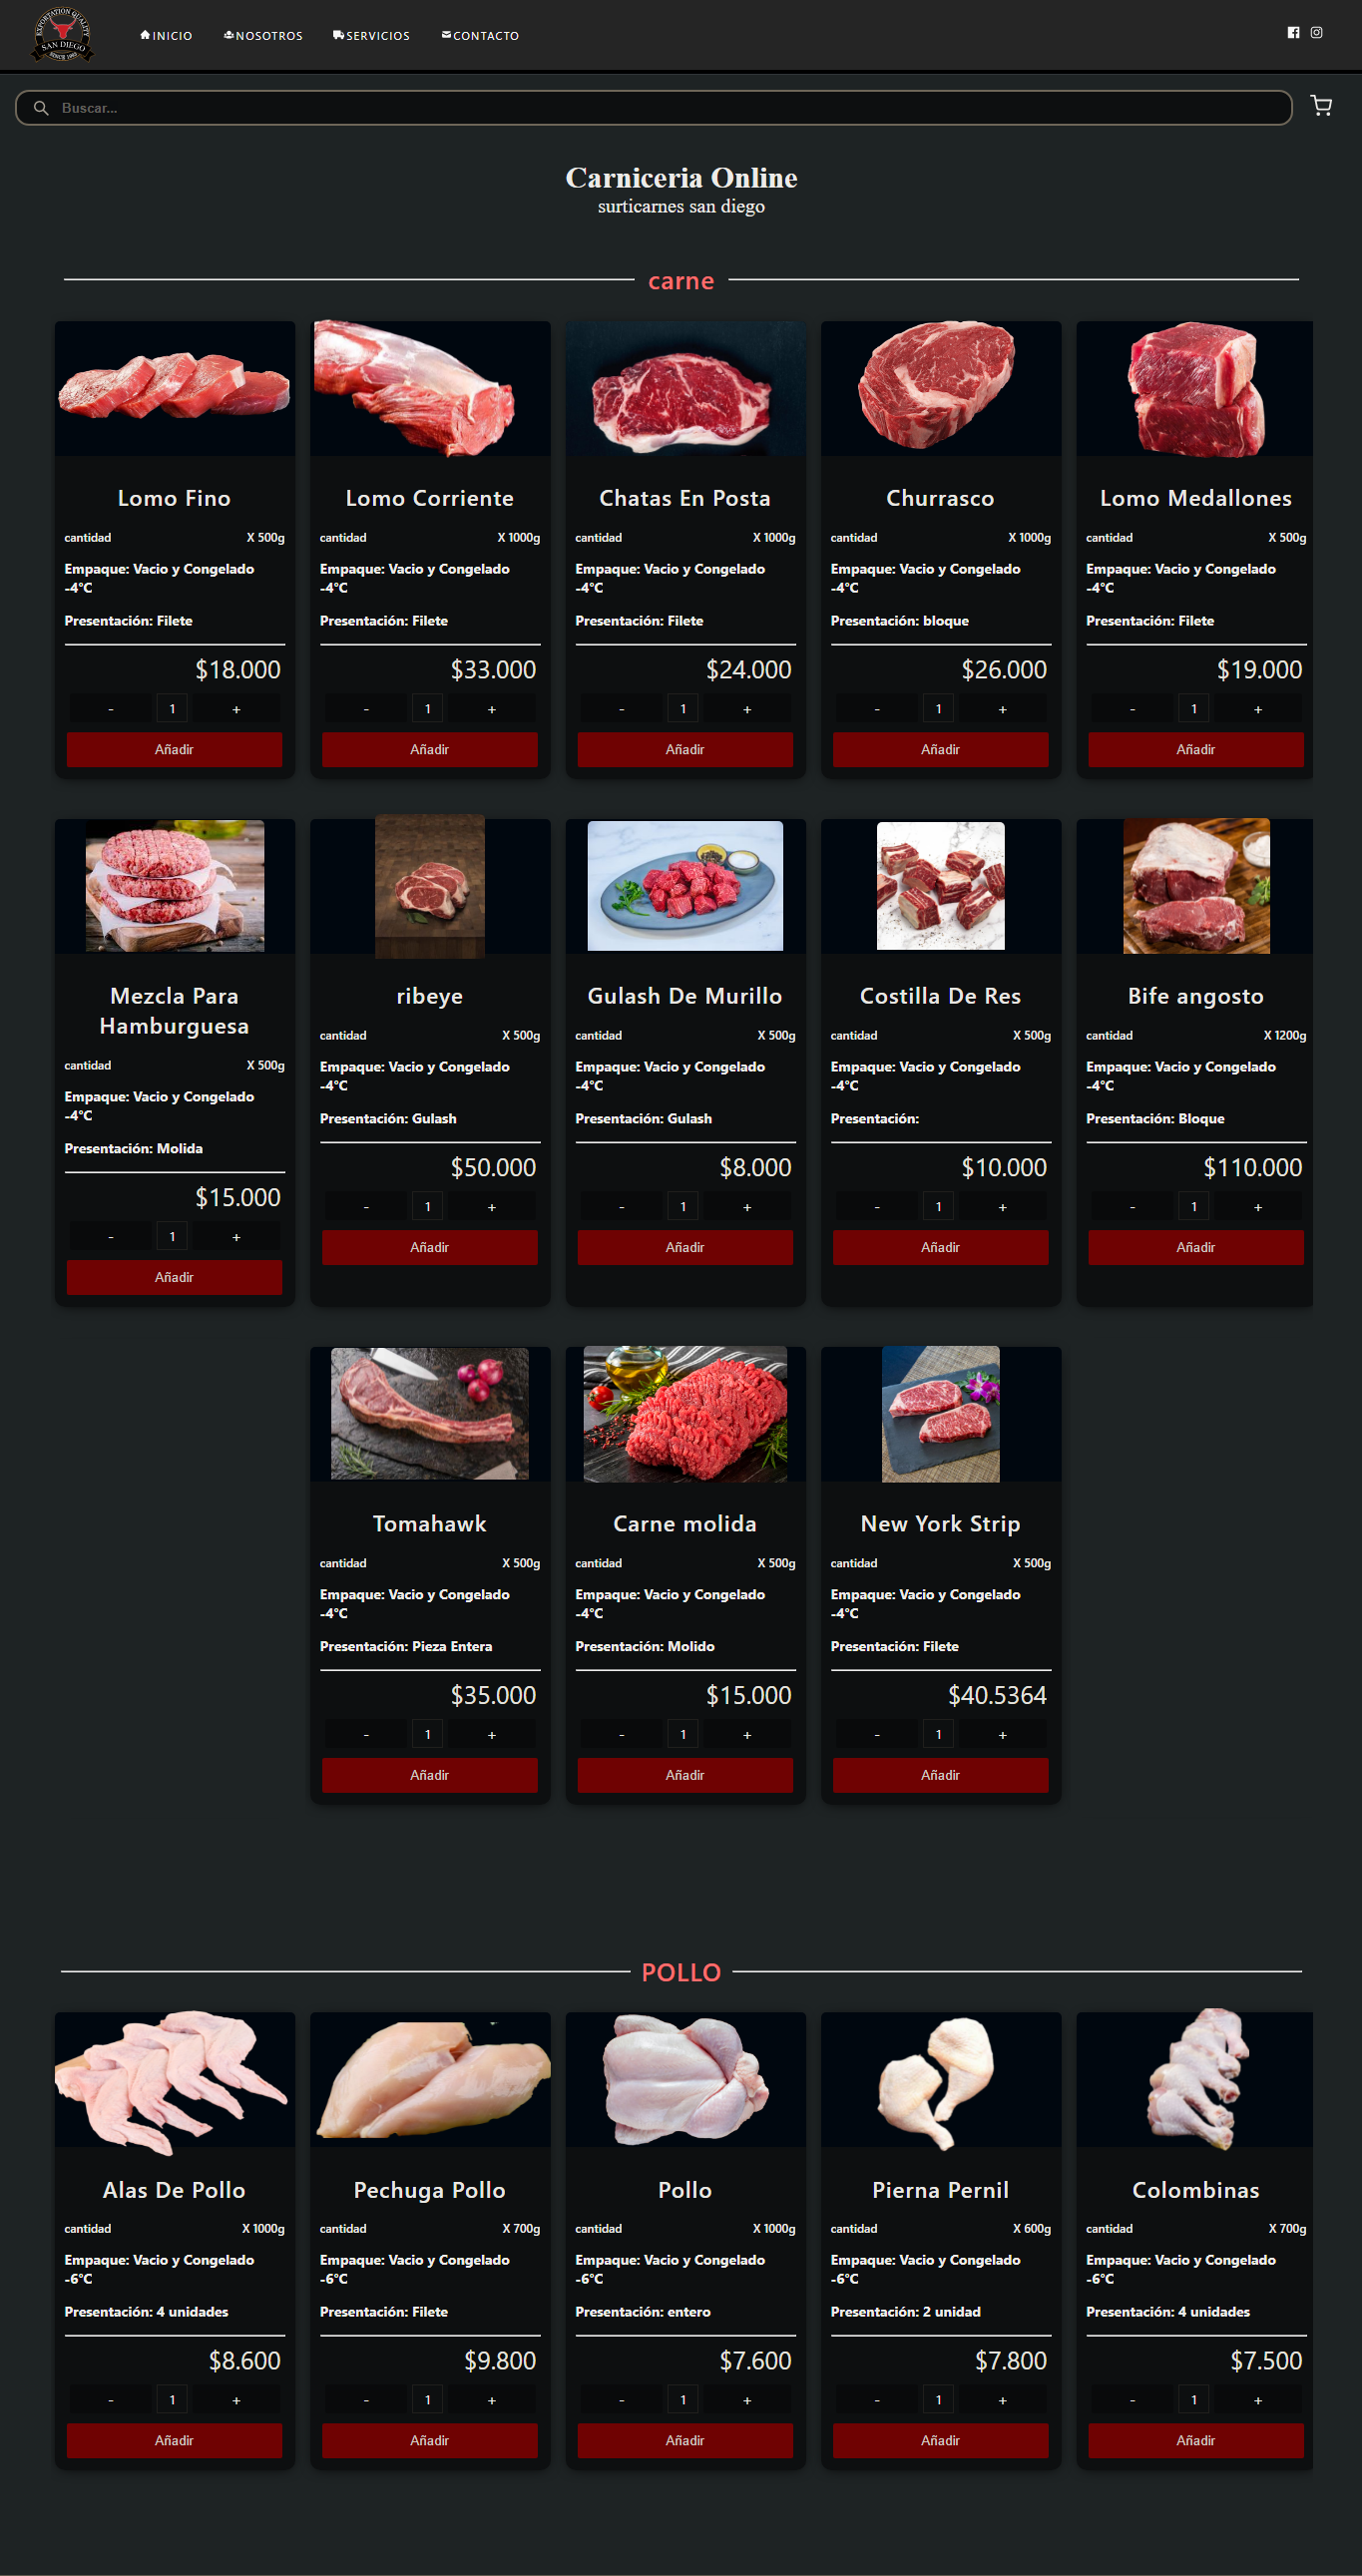 EXPORTATION QUALITY
SAN DIEGO
SINCE 1992
INICIO NOSOTROS SERVICIOS CONTACTO
Buscar...
Carniceria Online
surticarnes san diego
carne
Lomo Fino
cantidad X 500g
Empaque: Vacio y Congelado
-4°C
Presentación: Filete
$18.000
- 1 +
Añadir
Lomo Corriente
cantidad X 1000g
Empaque: Vacio y Congelado
-4°C
Presentación: Filete
$33.000
- 1 +
Añadir
Chatas En Posta
cantidad X 1000g
Empaque: Vacio y Congelado
-4°C
Presentación: Filete
$24.000
- 1 +
Añadir
Churrasco
cantidad X 1000g
Empaque: Vacio y Congelado
-4°C
Presentación: bloque
$26.000
- 1 +
Añadir
Lomo Medallones
cantidad X 500g
Empaque: Vacio y Congelado
-4°C
Presentación: Filete
$19.000
- 1 +
Añadir
Mezcla Para
Hamburguesa
cantidad X 500g
Empaque: Vacio y Congelado
-4°C
Presentación: Molida
$15.000
- 1 +
Añadir
ribeye
cantidad X 500g
Empaque: Vacio y Congelado
-4°C
Presentación: Gulash
$50.000
- 1 +
Añadir
Gulash De Murillo
cantidad X 500g
Empaque: Vacio y Congelado
-4°C
Presentación: Gulash
$8.000
- 1 +
Añadir
Costilla De Res
cantidad X 500g
Empaque: Vacio y Congelado
-4°C
Presentación:
$10.000
- 1 +
Añadir
Bife angosto
cantidad X 1200g
Empaque: Vacio y Congelado
-4°C
Presentación: Bloque
$110.000
- 1 +
Añadir
Tomahawk
cantidad X 500g
Empaque: Vacio y Congelado
-4°C
Presentación: Pieza Entera
$35.000
- 1 +
Añadir
Carne molida
cantidad X 500g
Empaque: Vacio y Congelado
-4°C
Presentación: Molido
$15.000
- 1 +
Añadir
New York Strip
cantidad X 500g
Empaque: Vacio y Congelado
-4°C
Presentación: Filete
$40.5364
- 1 +
Añadir
POLLO
Alas De Pollo
cantidad X 1000g
Empaque: Vacio y Congelado
-6°C
Presentación: 4 unidades
$8.600
- 1 +
Añadir
Pechuga Pollo
cantidad X 700g
Empaque: Vacio y Congelado
-6°C
Presentación: Filete
$9.800
- 1 +
Añadir
Pollo
cantidad X 1000g
Empaque: Vacio y Congelado
-6°C
Presentación: entero
$7.600
- 1 +
Añadir
Pierna Pernil
cantidad X 600g
Empaque: Vacio y Congelado
-6°C
Presentación: 2 unidad
$7.800
- 1 +
Añadir
Colombinas
cantidad X 700g
Empaque: Vacio y Congelado
-6°C
Presentación: 4 unidades
$7.500
- 1 +
Añadir